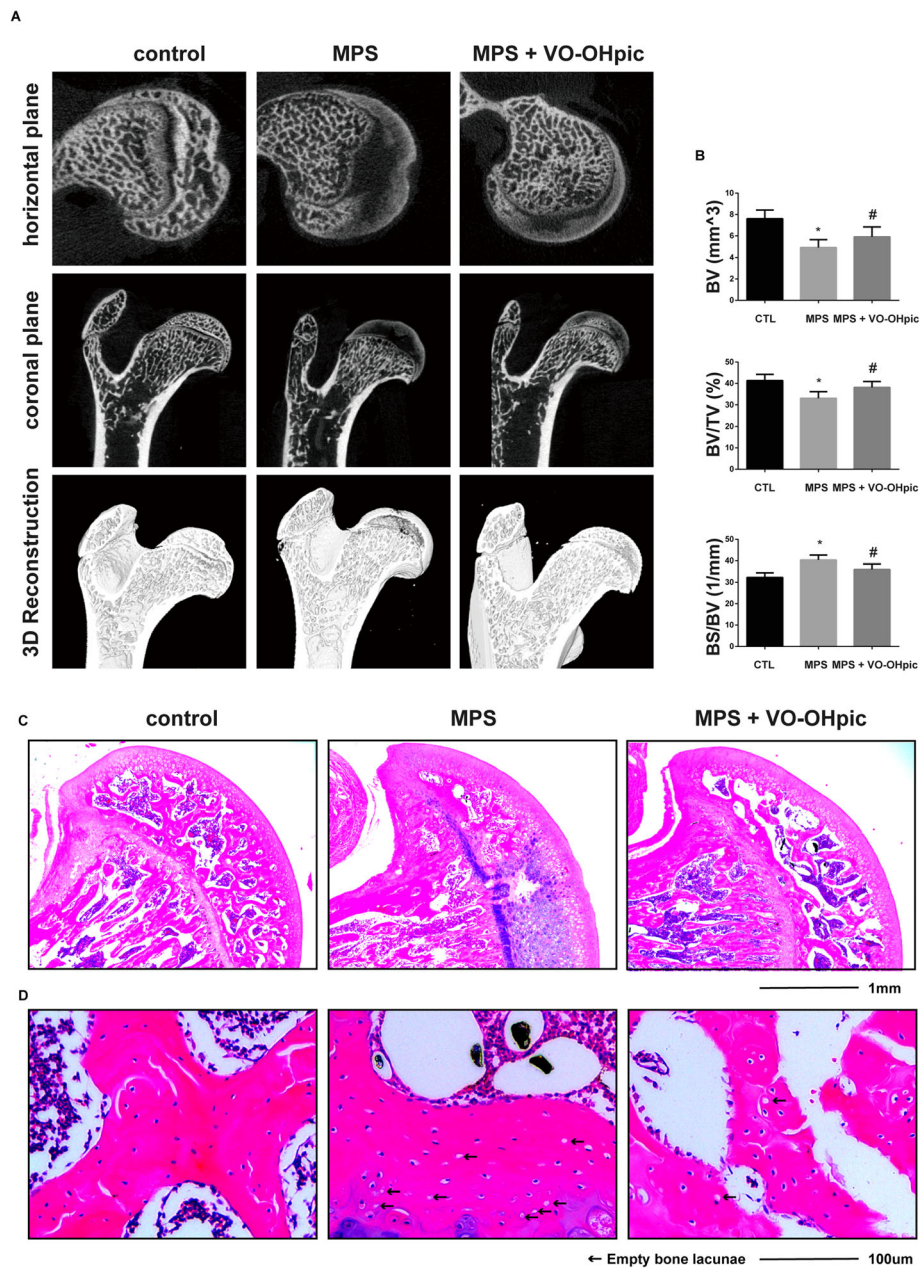 A
control MPS MPS + VO-OHpic
horizontal plane
coronal plane
3D Reconstruction
B
BV (mm^3)
10
8
6
4
2
0
*
#
CTL MPS MPS + VO-OHpic
BV/TV (%)
50
40
30
20
10
0
*
#
CTL MPS MPS + VO-OHpic
BS/BV (1/mm)
50
40
30
20
10
0
*
#
CTL MPS MPS + VO-OHpic
C
control MPS MPS + VO-OHpic
1mm
D
← Empty bone lacunae 100um